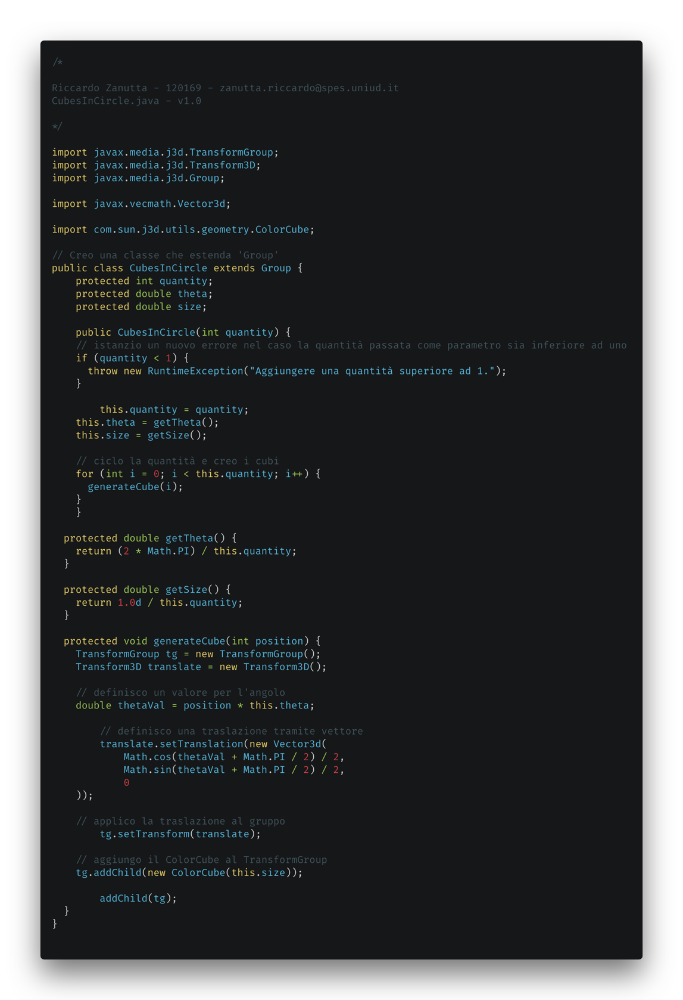 /*
Riccardo Zanutta - 120169 - zanutta.riccardo@spes.uniud.it
CubesInCircle.java - v1.0
*/
import javax.media.j3d.TransformGroup;
import javax.media.j3d.Transform3D;
import javax.media.j3d.Group;
import javax.vecmath.Vector3d;
import com.sun.j3d.utils.geometry.ColorCube;
// Creo una classe che estenda 'Group'
public class CubesInCircle extends Group {
    protected int quantity;
    protected double theta;
    protected double size;
    public CubesInCircle(int quantity) {
    // istanzio un nuovo errore nel caso la quantità passata come parametro sia inferiore ad uno
    if (quantity < 1) {
      throw new RuntimeException("Aggiungere una quantità superiore ad 1.");
    }
        this.quantity = quantity;
    this.theta = getTheta();
    this.size = getSize();
    // ciclo la quantità e creo i cubi
    for (int i = 0; i < this.quantity; i++) {
      generateCube(i);
    }
    }
  protected double getTheta() {
    return (2 * Math.PI) / this.quantity;
  }
  protected double getSize() {
    return 1.0d / this.quantity;
  }
  protected void generateCube(int position) {
    TransformGroup tg = new TransformGroup();
    Transform3D translate = new Transform3D();
    // definisco un valore per l'angolo
    double thetaVal = position * this.theta;
        // definisco una traslazione tramite vettore
        translate.setTranslation(new Vector3d(
            Math.cos(thetaVal + Math.PI / 2) / 2,
            Math.sin(thetaVal + Math.PI / 2) / 2,
            0
    ));
    // applico la traslazione al gruppo
        tg.setTransform(translate);
    // aggiungo il ColorCube al TransformGroup
    tg.addChild(new ColorCube(this.size));
        addChild(tg);
  }
}